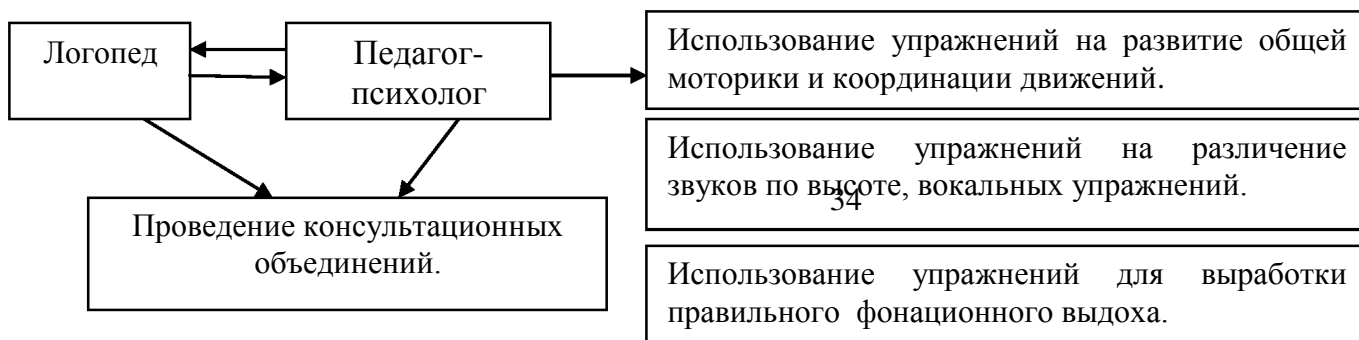 Логопед
Педагог-
психолог
Проведение консультационных
объединений.
Использование упражнений на развитие общей
моторики и координации движений.
Использование упражнений на различение
звуков по высоте, вокальных упражнений.
34
Использование упражнений для выработки
правильного фонационного выдоха.